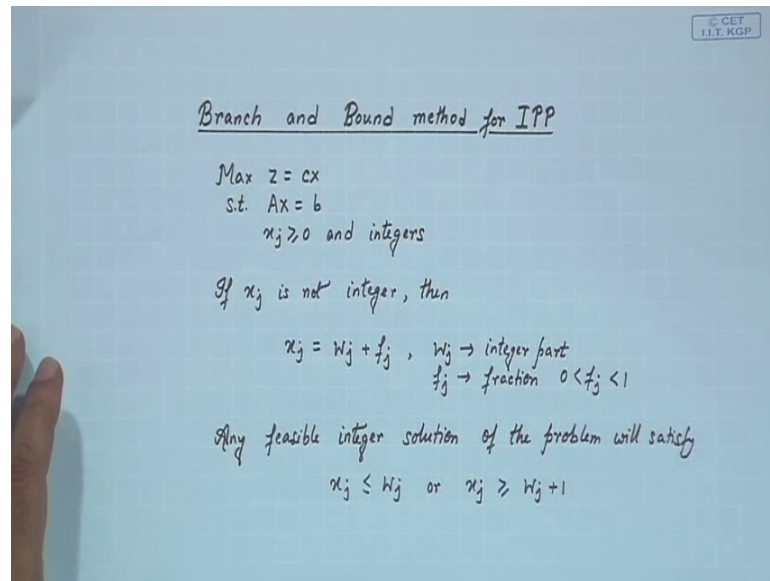 © CET
I.I.T. KGP
Branch and Bound method for IPP
Max z = cx
s.t. Ax = b
xj ≥ 0 and integers
If xj is not integer, then
xj = Wj + fj , Wj → integer part
fj → fraction 0 < fj < 1
Any feasible integer solution of the problem will satisfy
xj ≤ Wj or xj ≥ Wj + 1